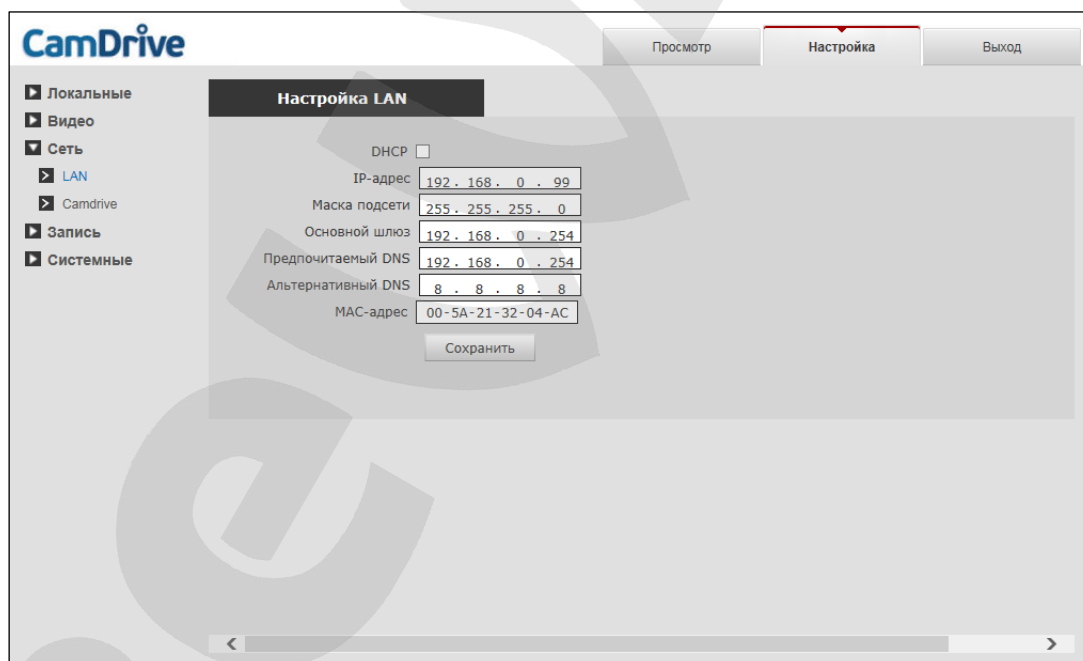 CamDrive
Просмотр
Настройка
Выход
Локальные
Видео
Сеть
LAN
Camdrive
Запись
Системные
Настройка LAN
DHCP
IP-адрес 192. 168. 0 . 99
Маска подсети 255. 255. 255. 0
Основной шлюз 192. 168. 0 . 254
Предпочитаемый DNS 192. 168. 0 . 254
Альтернативный DNS 8 . 8 . 8 . 8
MAC-адрес 00-5A-21-32-04-AC
Сохранить